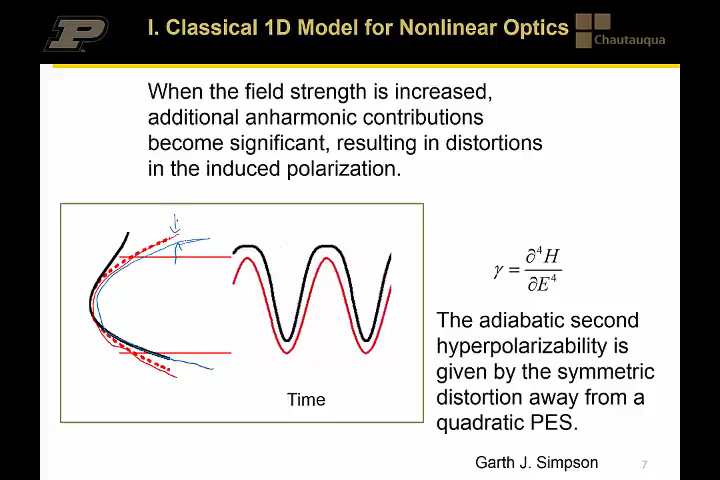 I. Classical 1D Model for Nonlinear Optics
P
Chautauqua
When the field strength is increased,
additional anharmonic contributions
become significant, resulting in distortions
in the induced polarization.
Time
γ = ∂⁴H / ∂E⁴
The adiabatic second
hyperpolarizability is
given by the symmetric
distortion away from a
quadratic PES.
Garth J. Simpson
7